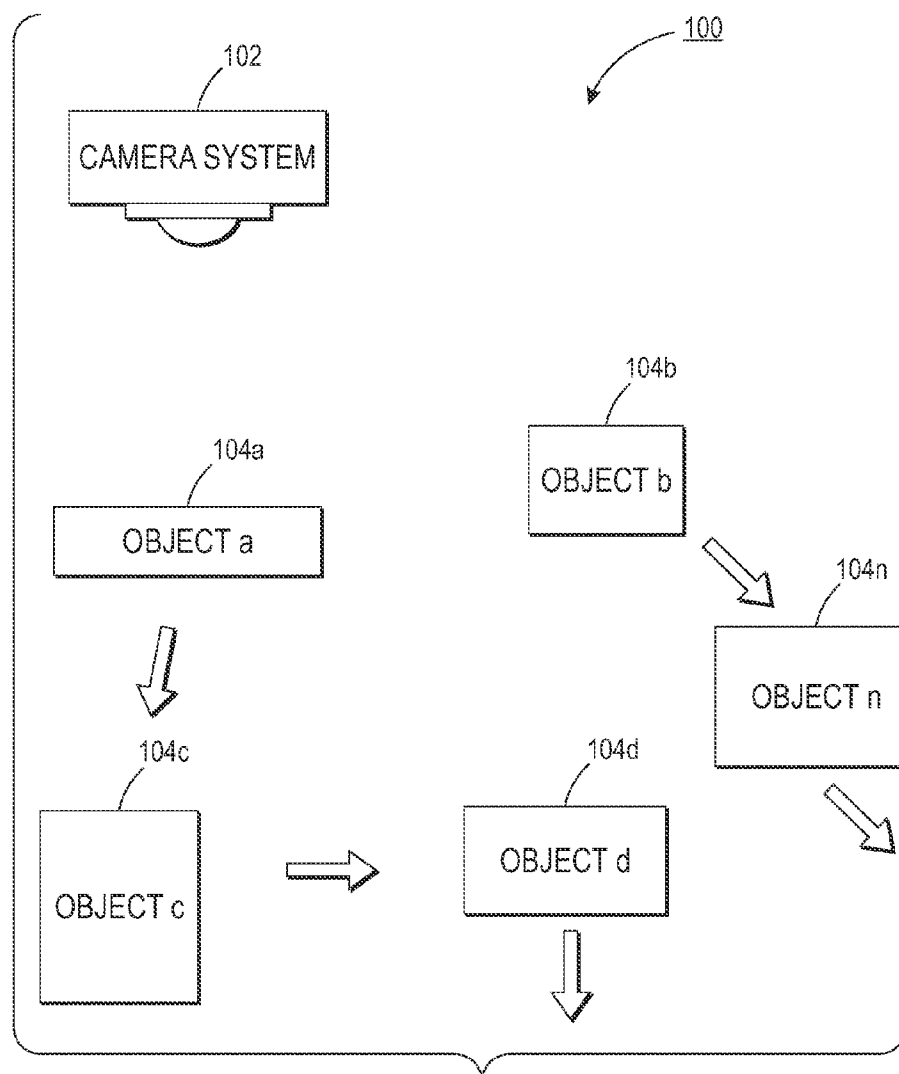 100
102
CAMERA SYSTEM
104b
OBJECT b
104a
OBJECT a
104n
OBJECT n
104c
OBJECT c
104d
OBJECT d